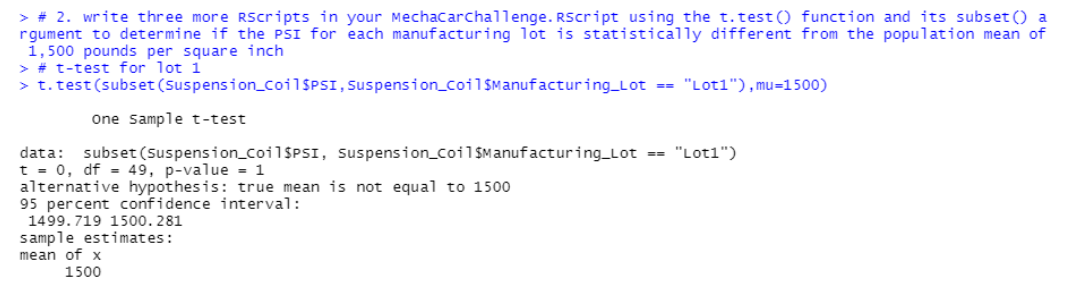 > # 2. write three more RScripts in your MechaCarChallenge.RScript using the t.test() function and its subset() a
rgument to determine if the PSI for each manufacturing lot is statistically different from the population mean of
 1,500 pounds per square inch
> # t-test for lot 1
> t.test(subset(Suspension_Coil$PSI,Suspension_Coil$Manufacturing_Lot == "Lot1"),mu=1500)
One Sample t-test
data:  subset(Suspension_Coil$PSI, Suspension_Coil$Manufacturing_Lot == "Lot1")
t = 0, df = 49, p-value = 1
alternative hypothesis: true mean is not equal to 1500
95 percent confidence interval:
 1499.719 1500.281
sample estimates:
mean of x
1500